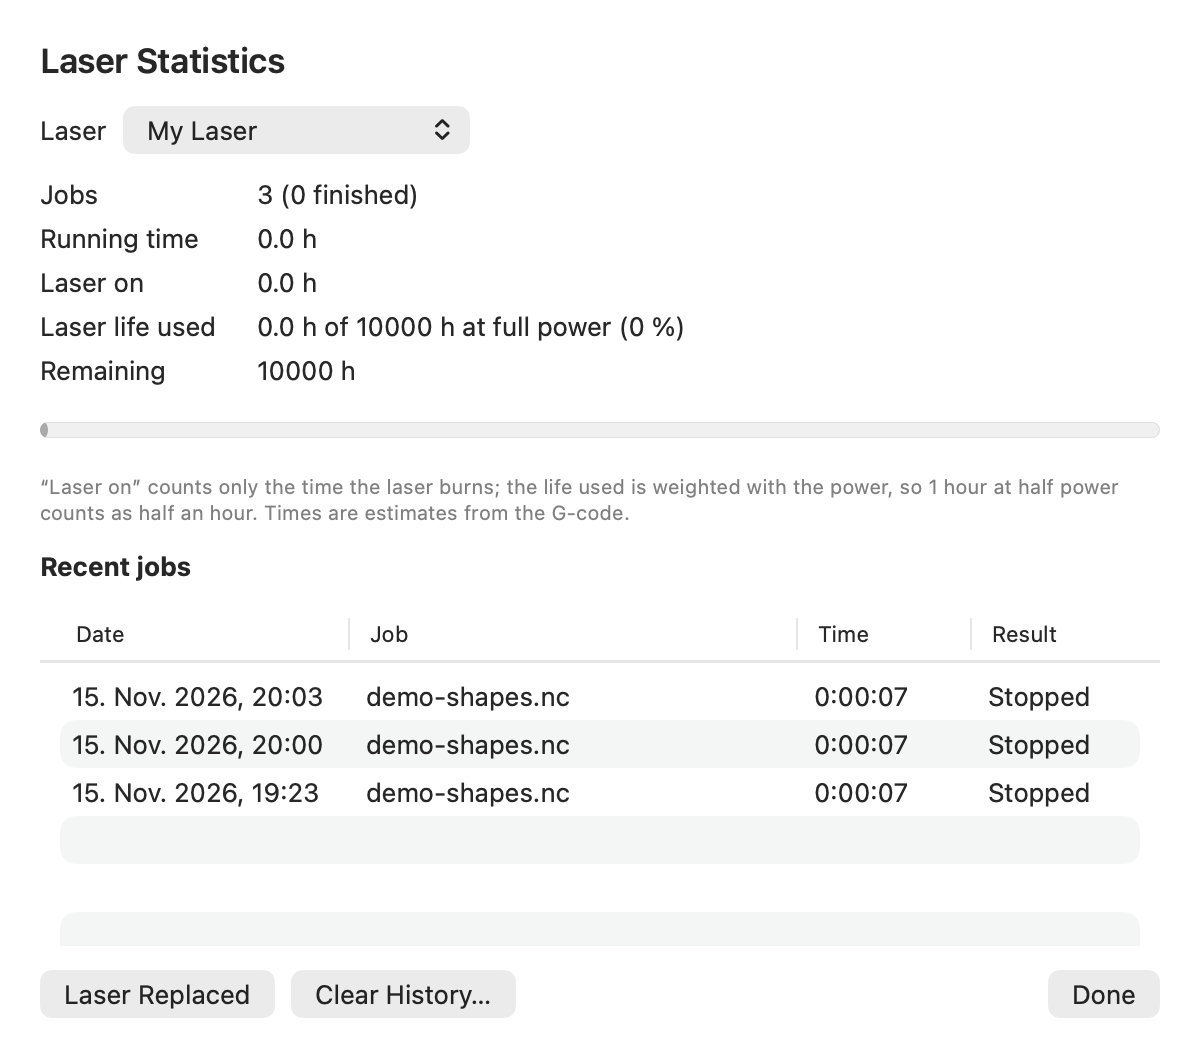 Laser Statistics
Laser My Laser
Jobs 3 (0 finished)
Running time 0.0 h
Laser on 0.0 h
Laser life used 0.0 h of 10000 h at full power (0 %)
Remaining 10000 h
“Laser on” counts only the time the laser burns; the life used is weighted with the power, so 1 hour at half power
counts as half an hour. Times are estimates from the G-code.
Recent jobs
Date Job Time Result
15. Nov. 2026, 20:03 demo-shapes.nc 0:00:07 Stopped
15. Nov. 2026, 20:00 demo-shapes.nc 0:00:07 Stopped
15. Nov. 2026, 19:23 demo-shapes.nc 0:00:07 Stopped
Laser Replaced Clear History... Done